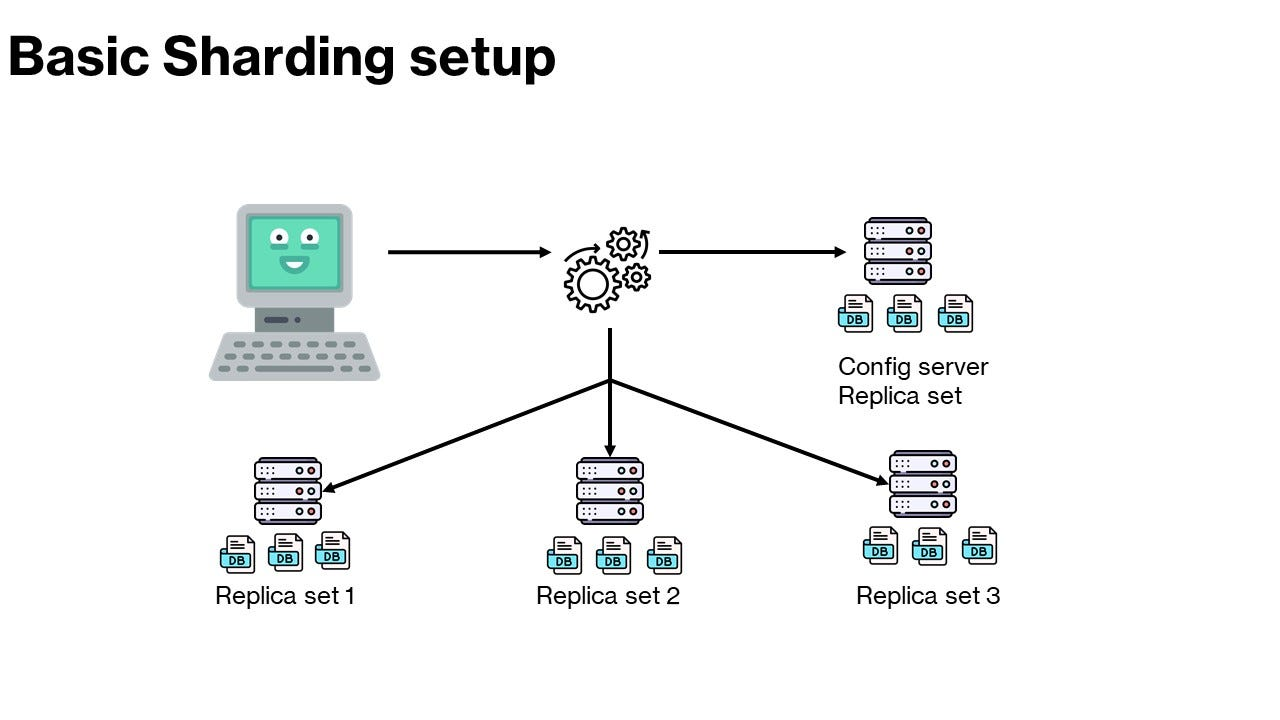 Basic Sharding setup
DB DB DB
Config server
Replica set
DB DB DB
Replica set 1
DB DB DB
Replica set 2
DB DB DB
Replica set 3